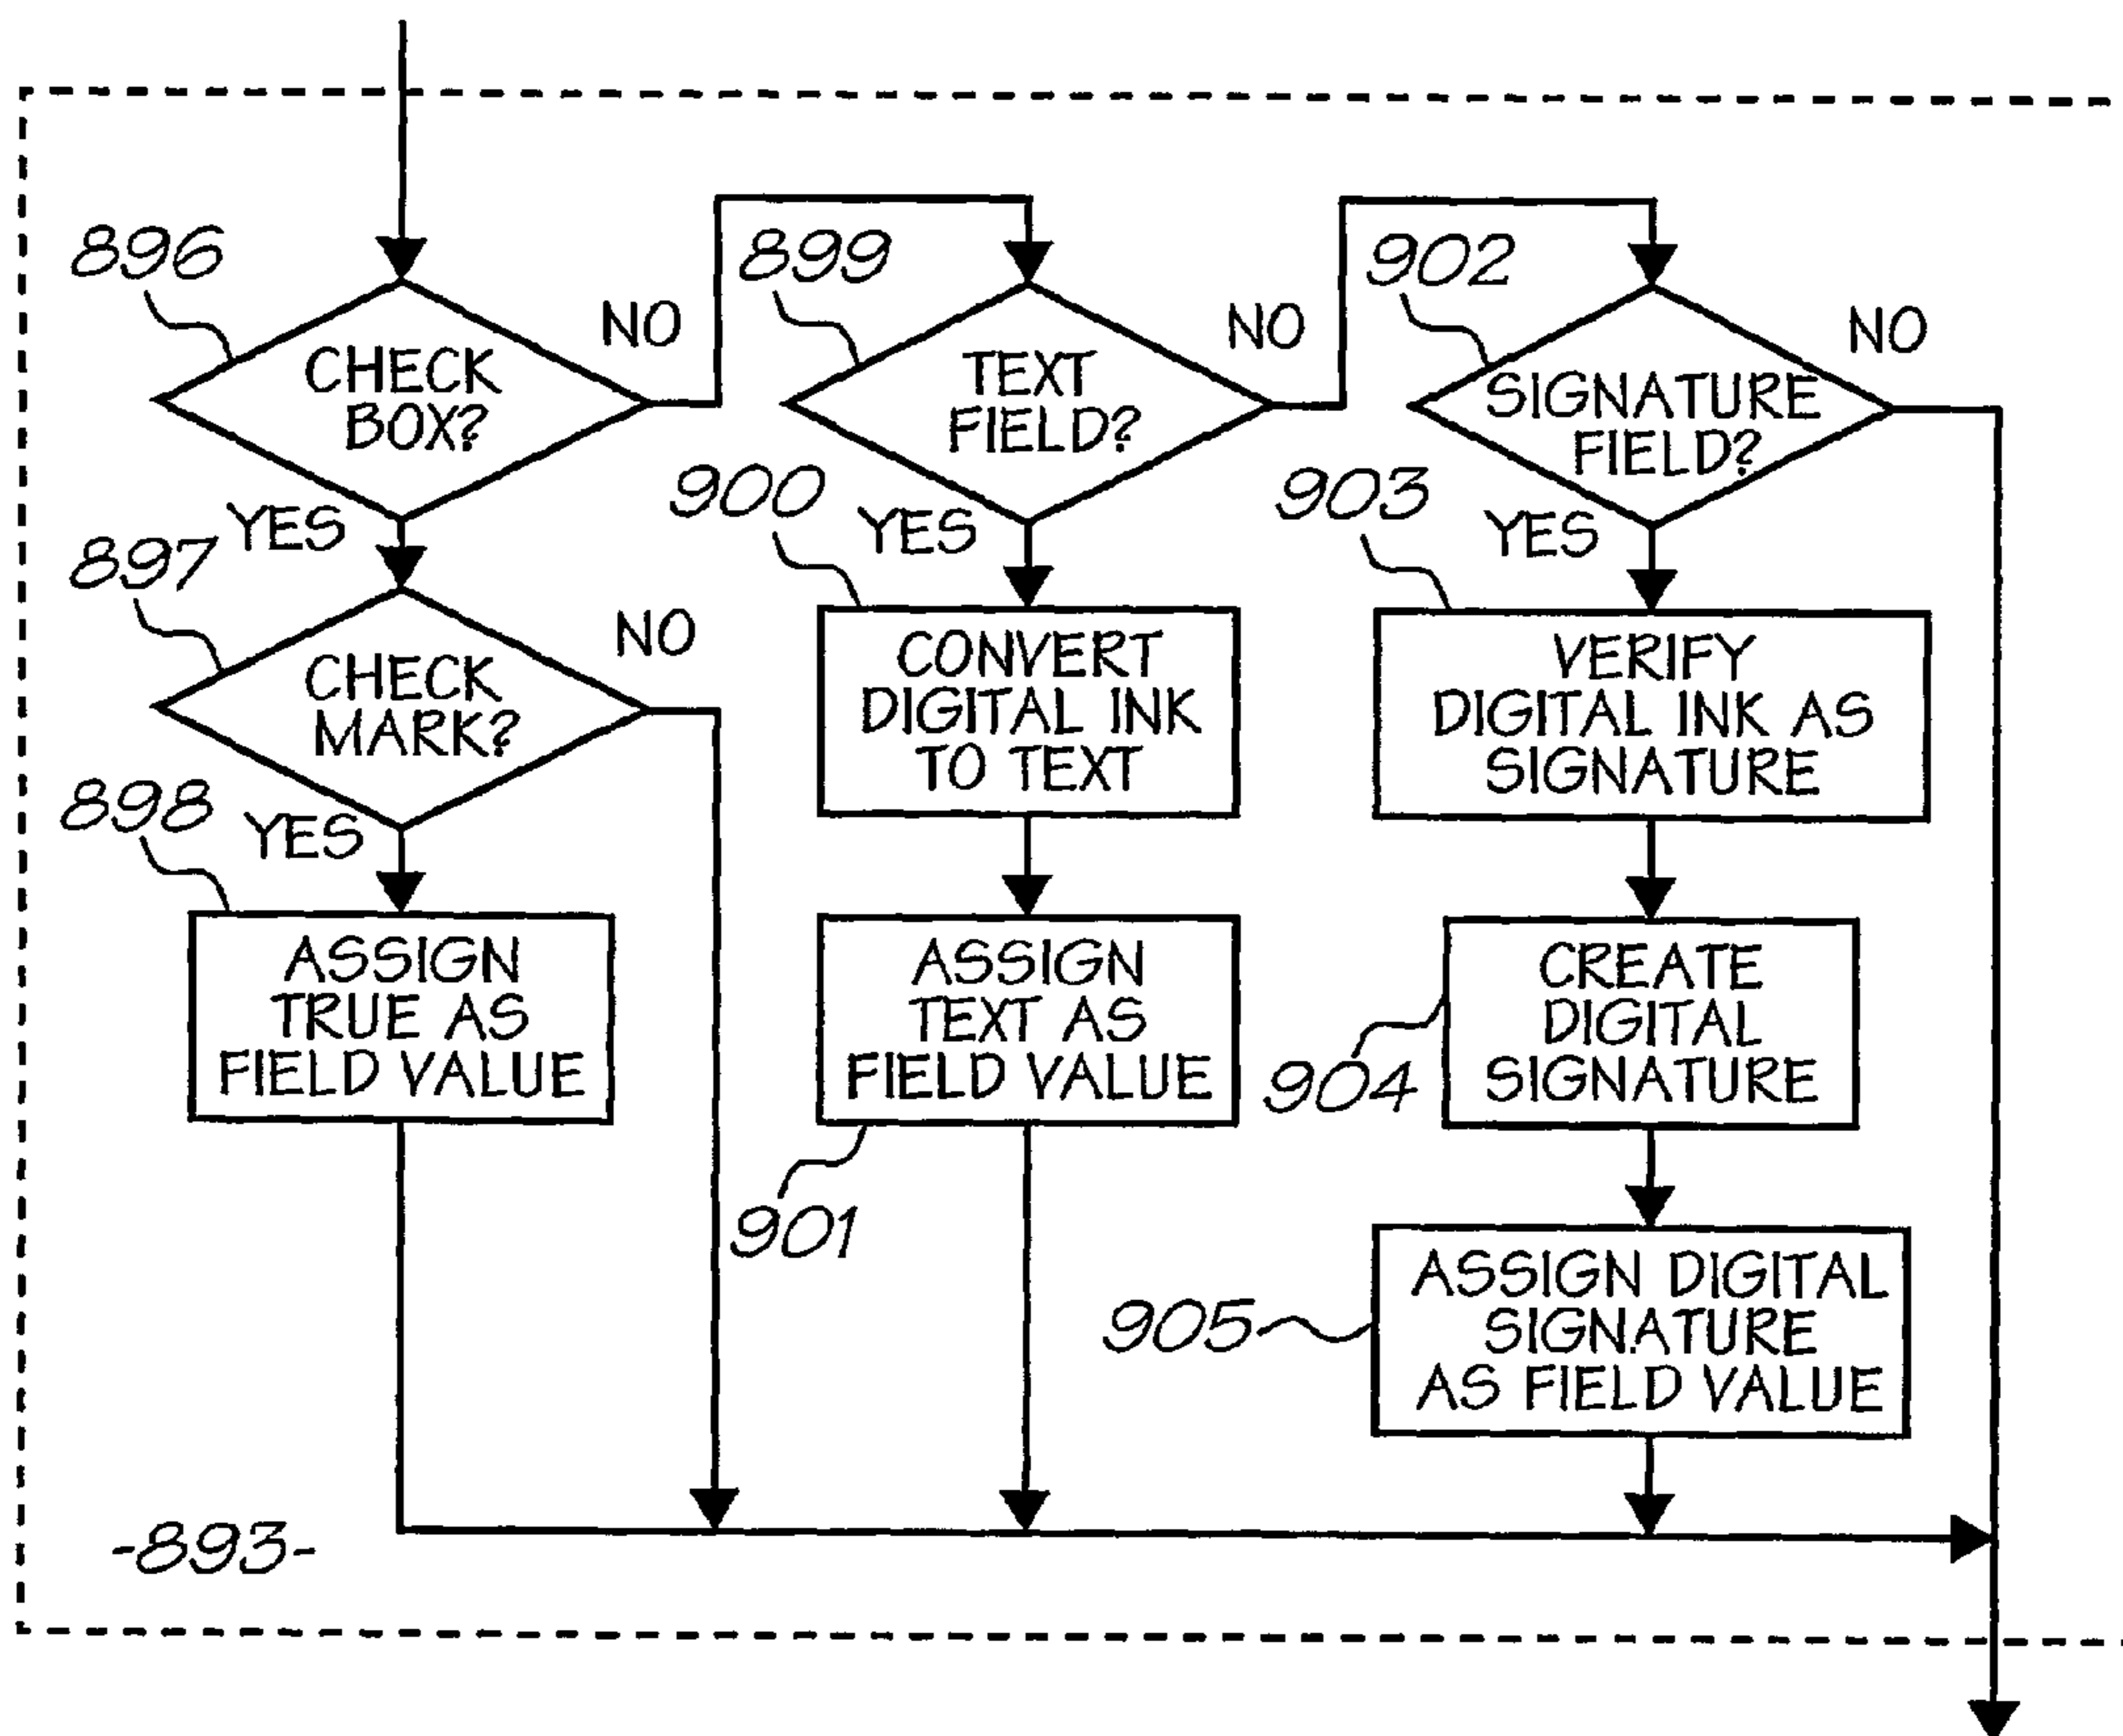 896
CHECK
BOX?
NO
YES
897
CHECK
MARK?
NO
YES
898
ASSIGN
TRUE AS
FIELD VALUE
899
TEXT
FIELD?
NO
YES
900
CONVERT
DIGITAL INK
TO TEXT
ASSIGN
TEXT AS
FIELD VALUE
901
902
SIGNATURE
FIELD?
NO
YES
903
VERIFY
DIGITAL INK AS
SIGNATURE
CREATE
DIGITAL
SIGNATURE
904
ASSIGN DIGITAL
SIGNATURE
AS FIELD VALUE
905
-893-